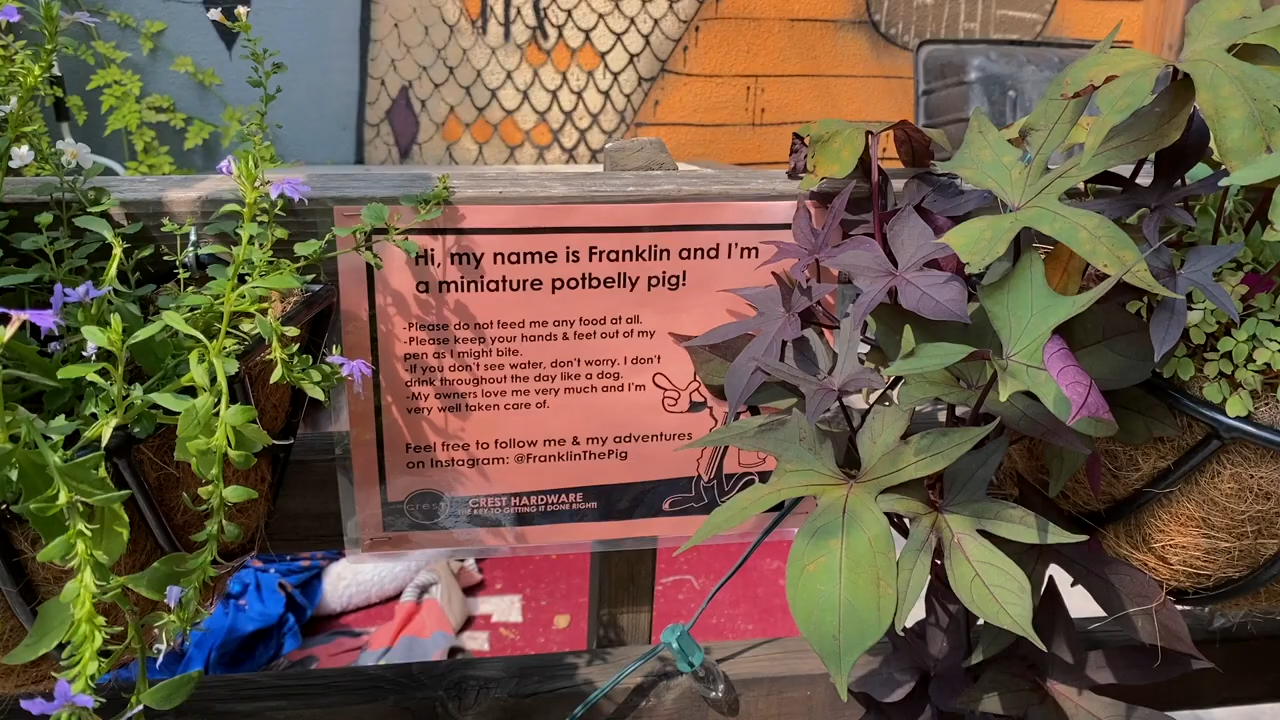 Hi, my name is Franklin and I'm
a miniature potbelly pig!
-Please do not feed me any food at all.
-Please keep your hands & feet out of my
pen as I might bite.
-If you don't see water, don't worry. I don't
drink throughout the day like a dog.
-My owners love me very much and I'm
very well taken care of.
Feel free to follow me & my adventures
on Instagram: @FranklinThePig
crest
CREST HARDWARE
THE KEY TO GETTING IT DONE RIGHT!